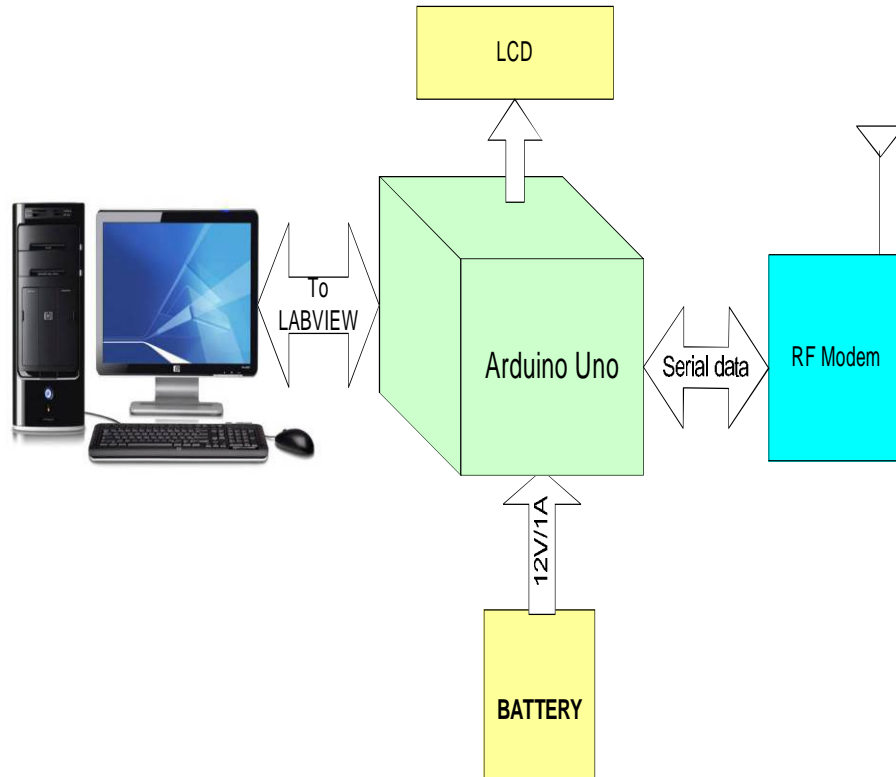 LCD
To
LABVIEW
Arduino Uno
Serial data
RF Modem
12V/1A
BATTERY